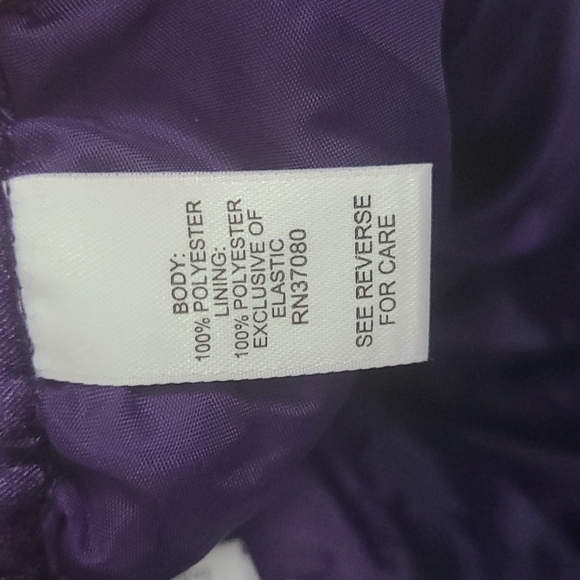 BODY:
100% POLYESTER
LINING:
100% POLYESTER
EXCLUSIVE OF
ELASTIC
RN37080
SEE REVERSE
FOR CARE